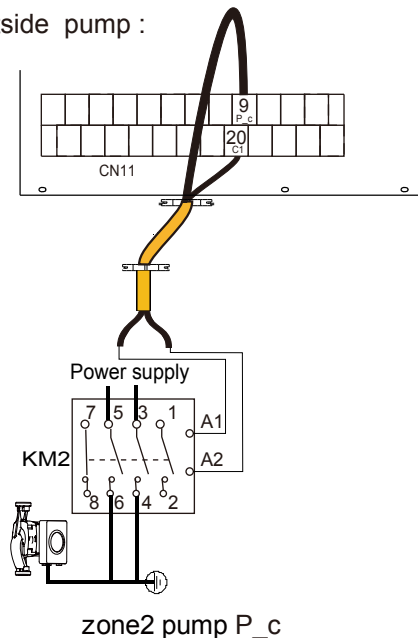 side pump :
9
P_c
20
C1
CN11
Power supply
7 5 3 1
A1
KM2
A2
8 6 4 2
zone2 pump P_c